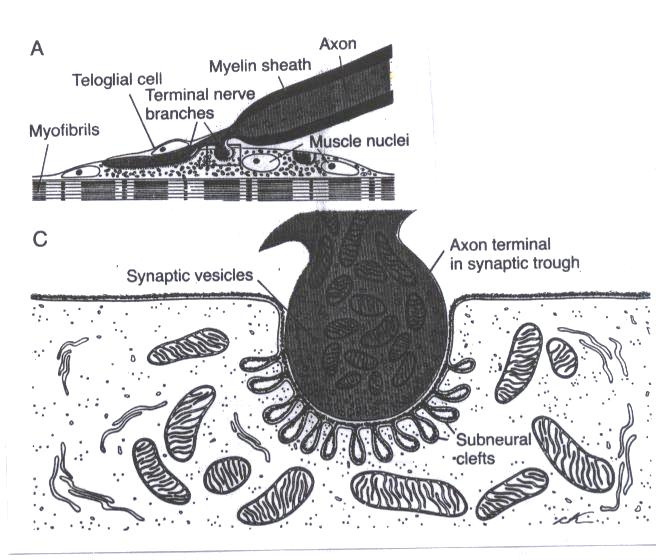 A
Axon
Myelin sheath
Teloglial cell
Terminal nerve
branches
Myofibrils
Muscle nuclei
C
Axon terminal
in synaptic trough
Synaptic vesicles
Subneural
clefts